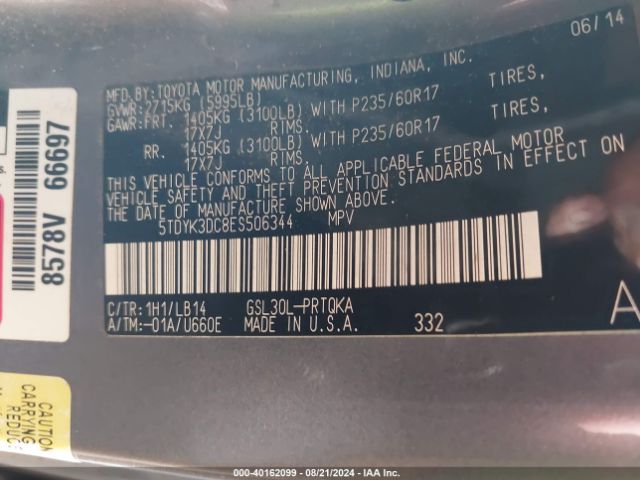 06/14
MFD.BY:TOYOTA MOTOR MANUFACTURING, INDIANA, INC.
GVWR:2715KG (5995LB)
GAWR:FRT. 1405KG (3100LB) WITH P235/60R17 TIRES,
17X7J RIMS.
RR. 1405KG (3100LB) WITH P235/60R17 TIRES,
17X7J RIMS.
THIS VEHICLE CONFORMS TO ALL APPLICABLE FEDERAL MOTOR
VEHICLE SAFETY AND THEFT PREVENTION STANDARDS IN EFFECT ON
THE DATE OF MANUFACTURE SHOWN ABOVE.
5TDYK3DC8ES506344 MPV
C/TR: 1H1/LB14 GSL30L-PRTQKA
A/TM:-01A/U660E MADE IN U.S.A. 332
A
8578V 66697
CAUTION
CARRYING
REDUC
000-40162099 - 08/21/2024 - IAA Inc.